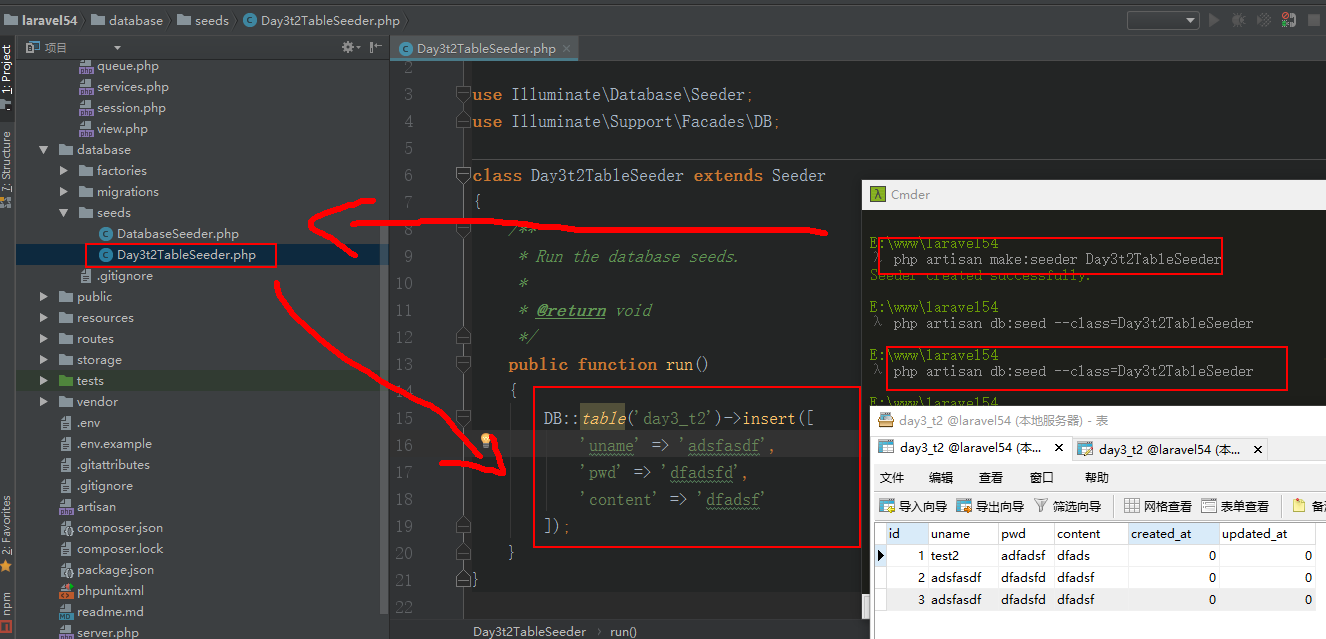 laravel54 database seeds Day3t2TableSeeder.php
1: Project
7: Structure
2: Favorites
npm
项目
queue.php
services.php
session.php
view.php
database
factories
migrations
seeds
DatabaseSeeder.php
Day3t2TableSeeder.php
.gitignore
public
resources
routes
storage
tests
vendor
.env
.env.example
.gitattributes
.gitignore
artisan
composer.json
composer.lock
package.json
phpunit.xml
readme.md
server.php
Day3t2TableSeeder.php
2
3 use Illuminate\Database\Seeder;
4 use Illuminate\Support\Facades\DB;
5
6 class Day3t2TableSeeder extends Seeder
7 {
8 /**
9 * Run the database seeds.
10 *
11 * @return void
12 */
13 public function run()
14 {
15 DB::table('day3_t2')->insert([
16 'uname' => 'adsfasdf',
17 'pwd' => 'dfadsfd',
18 'content' => 'dfadsf'
19 ]);
20 }
21 }
22
Day3t2TableSeeder run()
λ Cmder
E:\www\laravel54
λ php artisan make:seeder Day3t2TableSeeder
Seeder created successfully.
E:\www\laravel54
λ php artisan db:seed --class=Day3t2TableSeeder
E:\www\laravel54
λ php artisan db:seed --class=Day3t2TableSeeder
E:\www\laravel54
day3_t2 @laravel54 (本地服务器) - 表
day3_t2 @laravel54 (本... day3_t2 @laravel54 (本...
文件 编辑 查看 窗口 帮助
导入向导 导出向导 筛选向导 网格查看 表单查看
id uname pwd content created_at updated_at
1 test2 adfadsf dfads 0 0
2 adsfasdf dfadsfd dfadsf 0 0
3 adsfasdf dfadsfd dfadsf 0 0